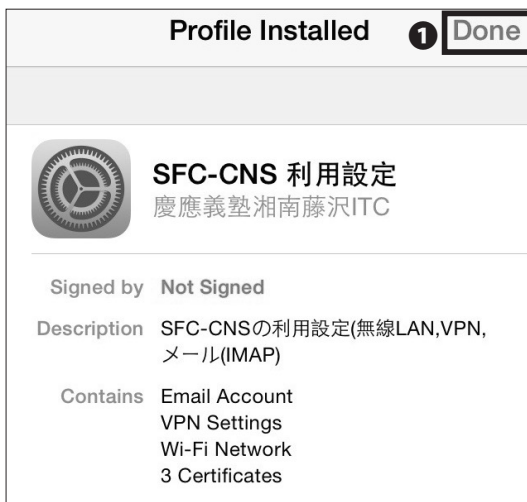 Profile Installed ❶ Done
SFC-CNS 利用設定
慶應義塾湘南藤沢ITC
Signed by Not Signed
Description SFC-CNSの利用設定(無線LAN,VPN,
メール(IMAP)
Contains Email Account
VPN Settings
Wi-Fi Network
3 Certificates